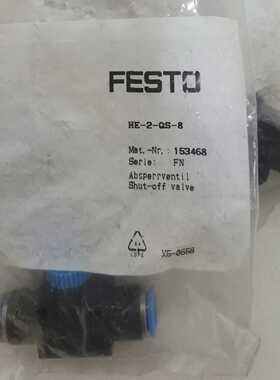 FESTO
HE-2-QS-8
Mat.-Nr.: 153468
Serie: FN
Absperrventil
Shut-off valve